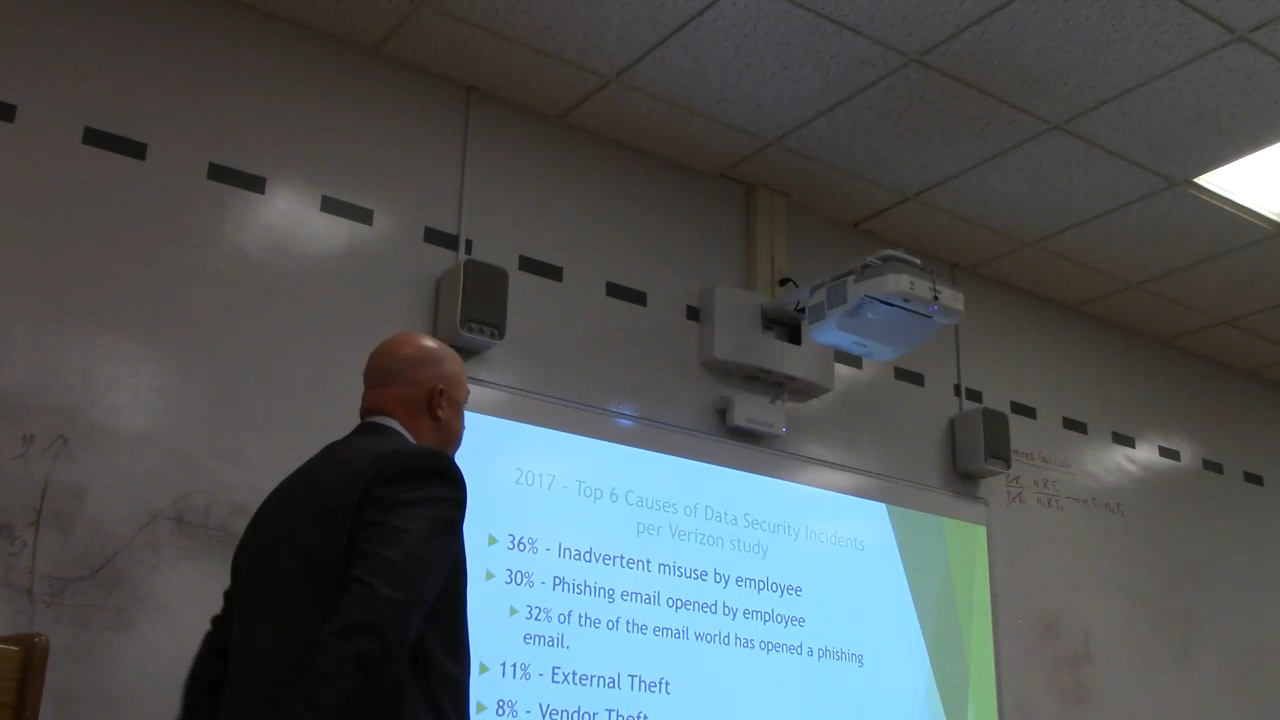 2017 - Top 6 Causes of Data Security Incidents
per Verizon study
36% - Inadvertent misuse by employee
30% - Phishing email opened by employee
32% of the of the email world has opened a phishing
email.
11% - External Theft
8% - Vendor Theft